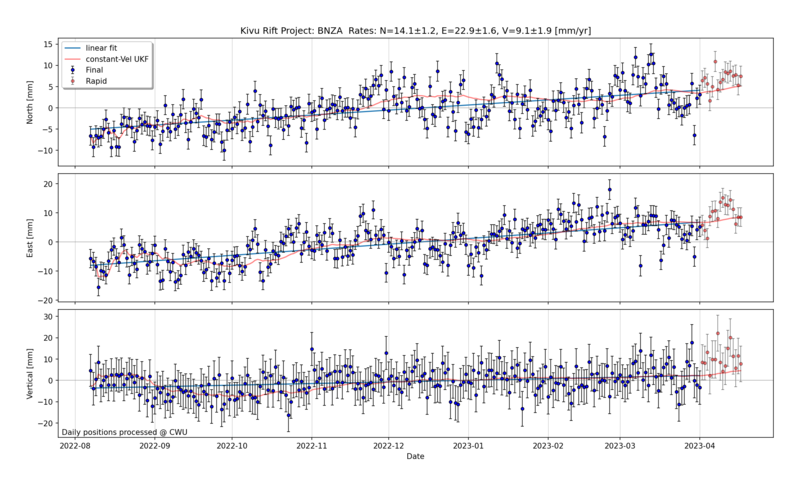 Kivu Rift Project: BNZA Rates: N=14.1±1.2, E=22.9±1.6, V=9.1±1.9 [mm/yr]
linear fit
constant-Vel UKF
Final
Rapid
North [mm]
15
10
5
0
−5
−10
East [mm]
20
10
0
−10
−20
Vertical [mm]
30
20
10
0
−10
−20
Daily positions processed @ CWU
2022-08 2022-09 2022-10 2022-11 2022-12 2023-01 2023-02 2023-03 2023-04
Date